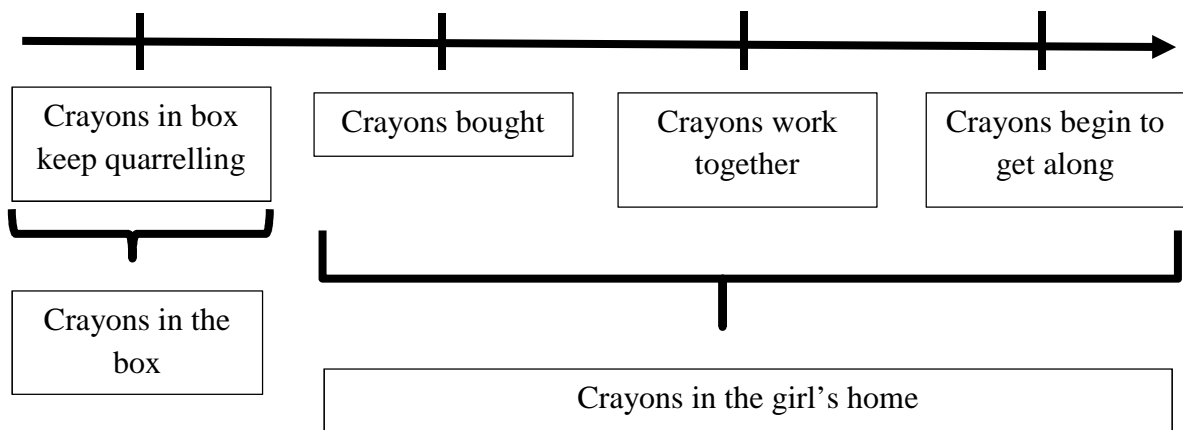 Crayons in box
keep quarrelling
Crayons bought
Crayons work
together
Crayons begin to
get along
Crayons in the
box
Crayons in the girl’s home